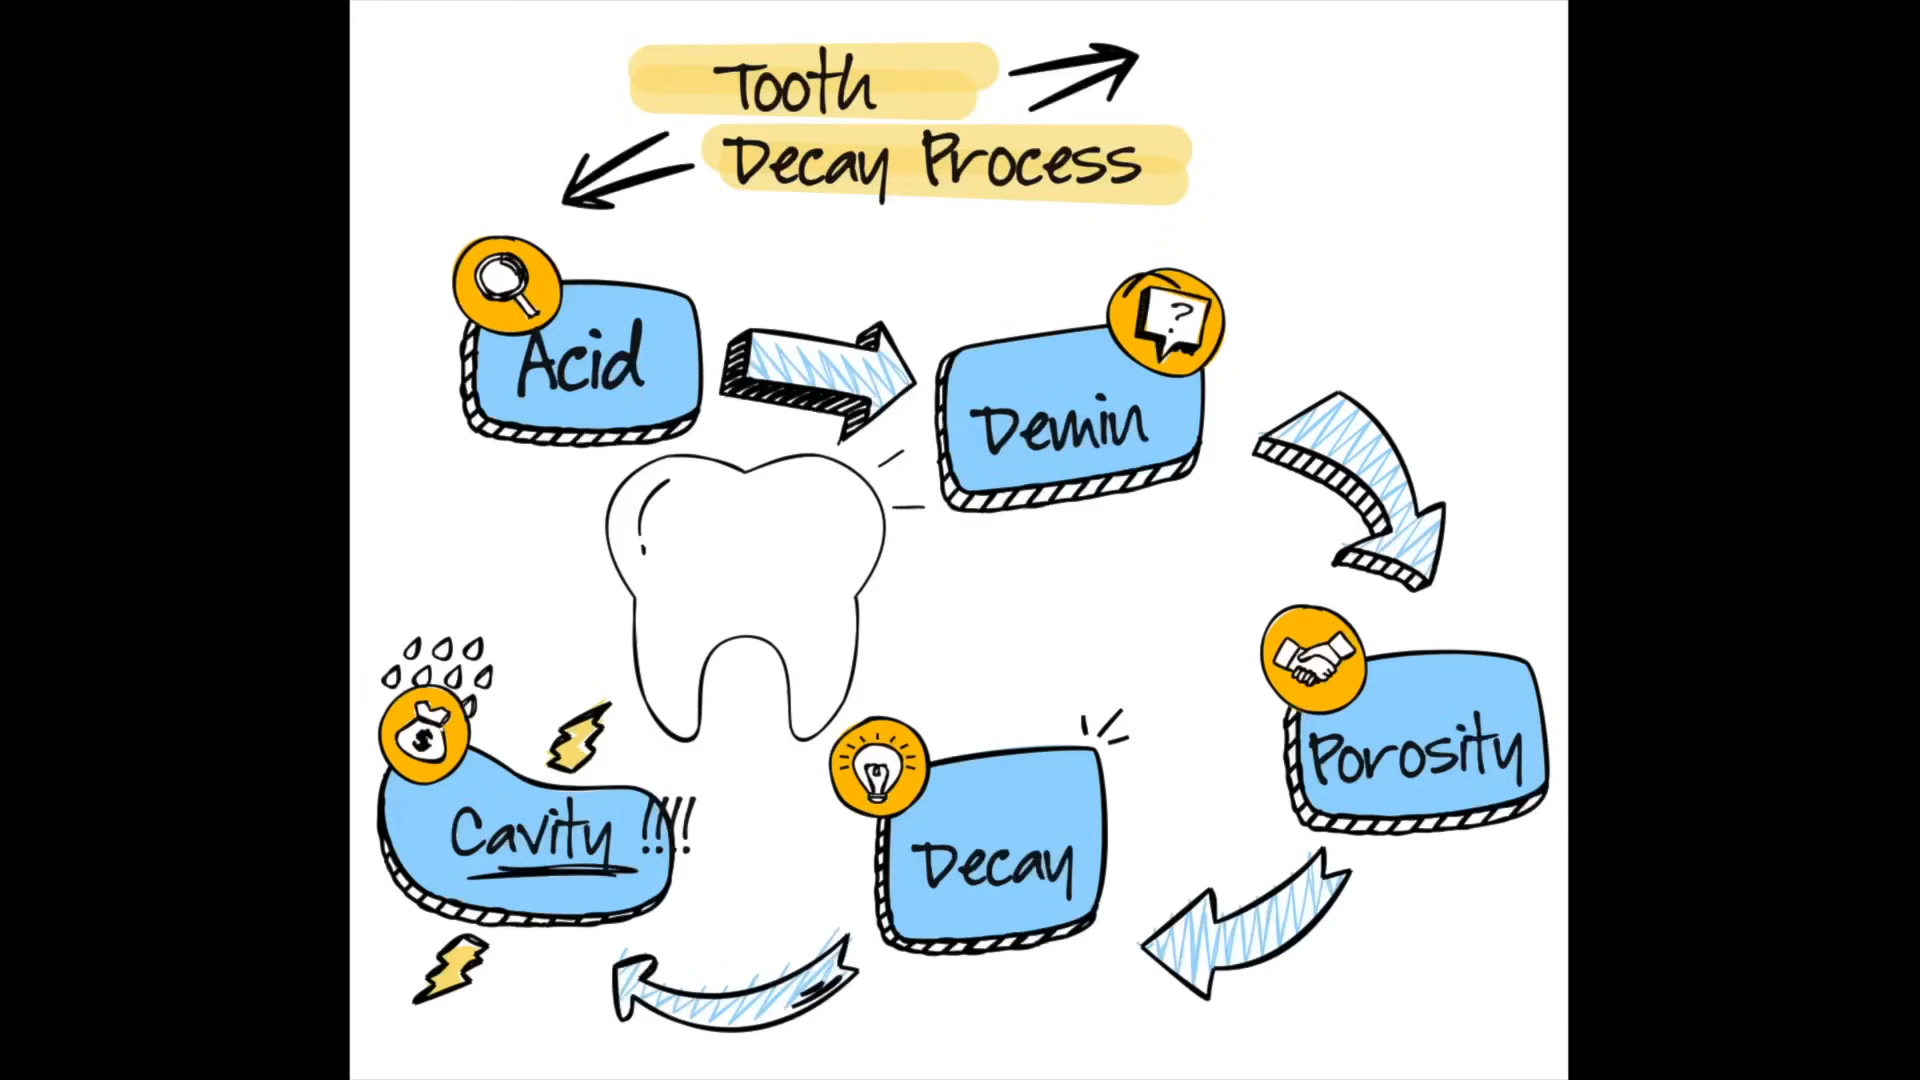 Tooth
Decay Process
Acid
?
Demin
Porosity
$
Cavity !!!!
Decay